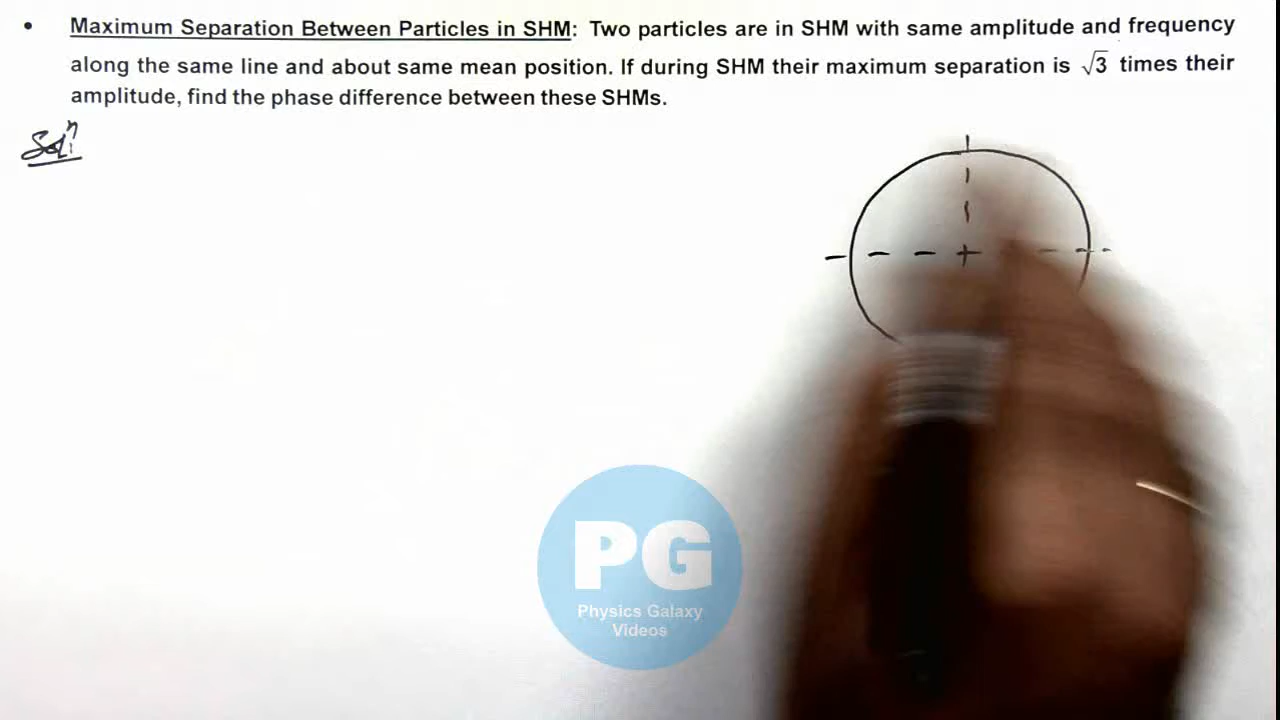 • Maximum Separation Between Particles in SHM: Two particles are in SHM with same amplitude and frequency
along the same line and about same mean position. If during SHM their maximum separation is √3 times their
amplitude, find the phase difference between these SHMs.
Solⁿ
PG
Physics Galaxy
Videos